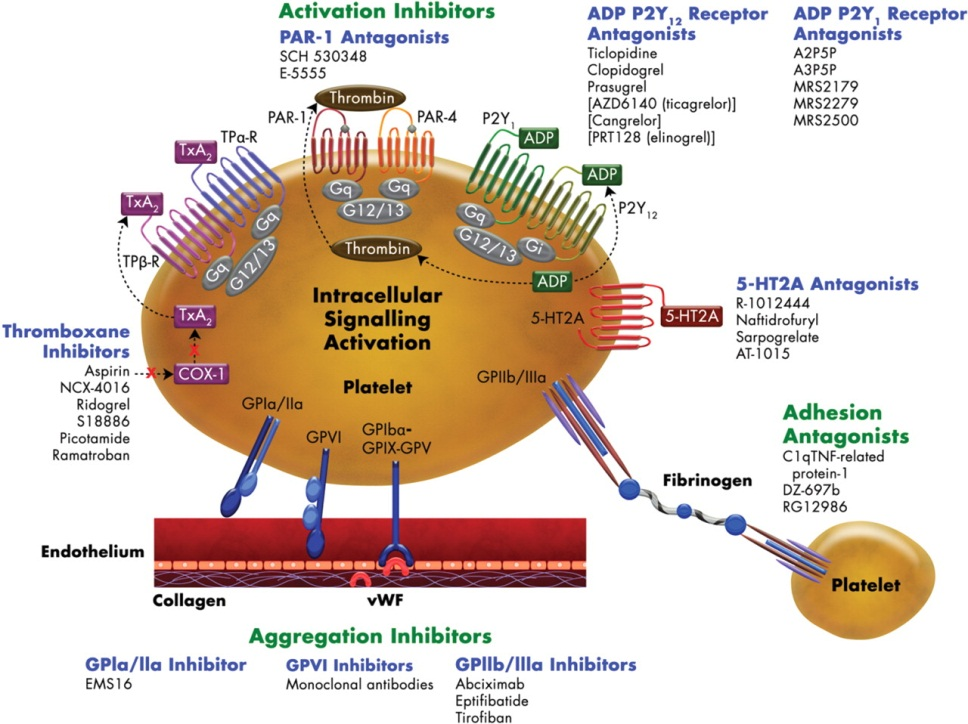 Activation Inhibitors
PAR-1 Antagonists
SCH 530348
E-5555
ADP P2Y12 Receptor
Antagonists
Ticlopidine
Clopidogrel
Prasugrel
[AZD6140 (ticagrelor)]
[Cangrelor]
[PRT128 (elinogrel)]
ADP P2Y1 Receptor
Antagonists
A2P5P
A3P5P
MRS2179
MRS2279
MRS2500
Thrombin
PAR-1
PAR-4
P2Y1
ADP
TPα-R
TxA2
ADP
TxA2
P2Y12
Gq
Gq
G12/13
Gq
G12/13
Gi
Gq
G12/13
Gq
TPβ-R
Thrombin
ADP
Intracellular
Signalling
Activation
5-HT2A
5-HT2A
5-HT2A Antagonists
R-1012444
Naftidrofuryl
Sarpogrelate
AT-1015
TxA2
Thromboxane
Inhibitors
Aspirin
NCX-4016
Ridogrel
S18886
Picotamide
Ramatroban
X
X
COX-1
Platelet
GPIa/IIa
GPVI
GPIba-
GPIX-GPV
GPIIb/IIIa
Fibrinogen
Adhesion
Antagonists
C1qTNF-related
protein-1
DZ-697b
RG12986
Endothelium
Collagen
vWF
Platelet
Aggregation Inhibitors
GPIa/IIa Inhibitor
EMS16
GPVI Inhibitors
Monoclonal antibodies
GPIIb/IIIa Inhibitors
Abciximab
Eptifibatide
Tirofiban